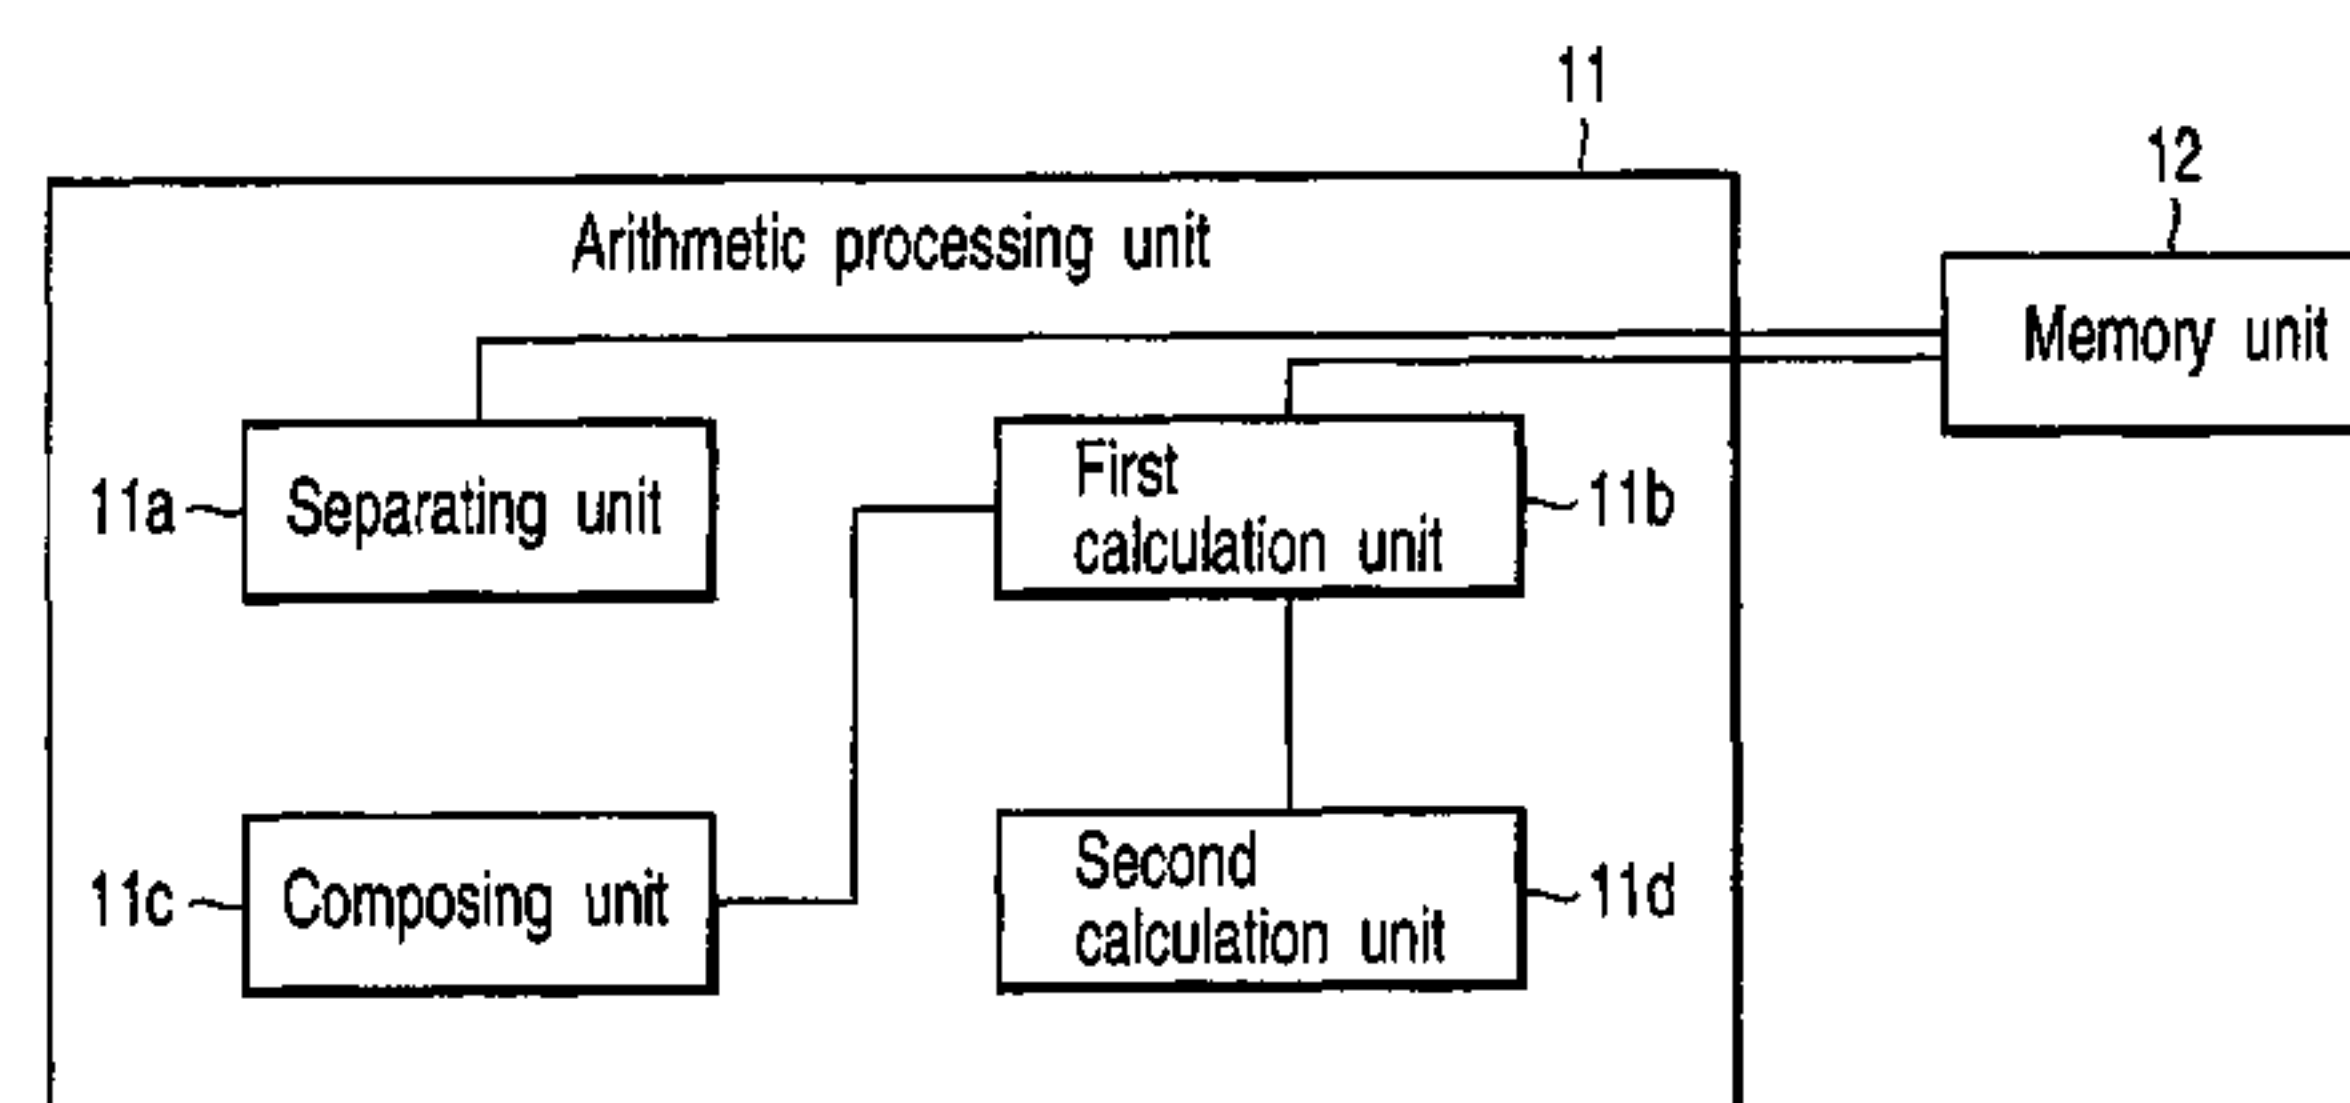 11
12
Arithmetic processing unit
Memory unit
11a
Separating unit
First
calculation unit
11b
11c
Composing unit
Second
calculation unit
11d